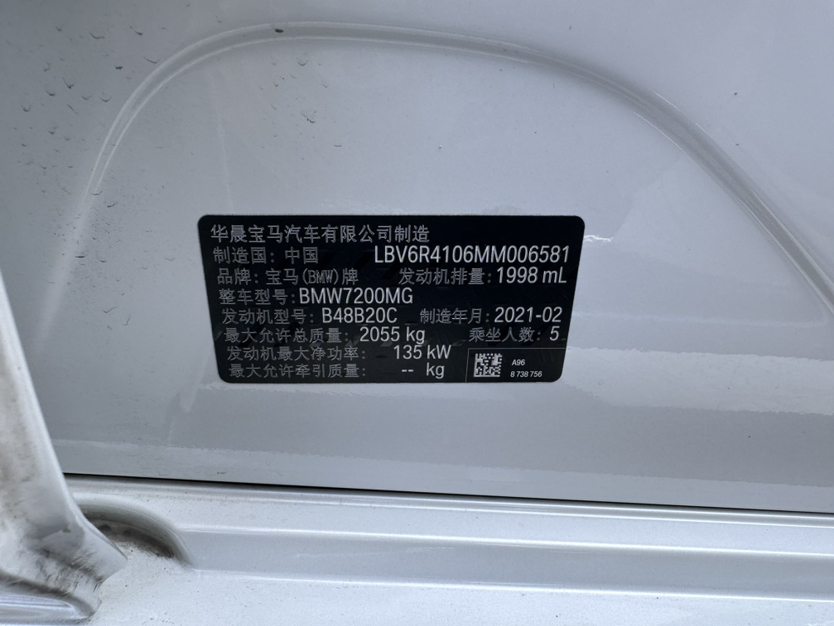 华晨宝马汽车有限公司制造
制造国: 中国 LBV6R4106MM006581
品牌: 宝马(BMW)牌 发动机排量: 1998 mL
整车型号: BMW7200MG
发动机型号: B48B20C 制造年月: 2021-02
最大允许总质量: 2055 kg 乘坐人数: 5
发动机最大净功率: 135 kW
最大允许牵引质量: -- kg
A96
8 738 756